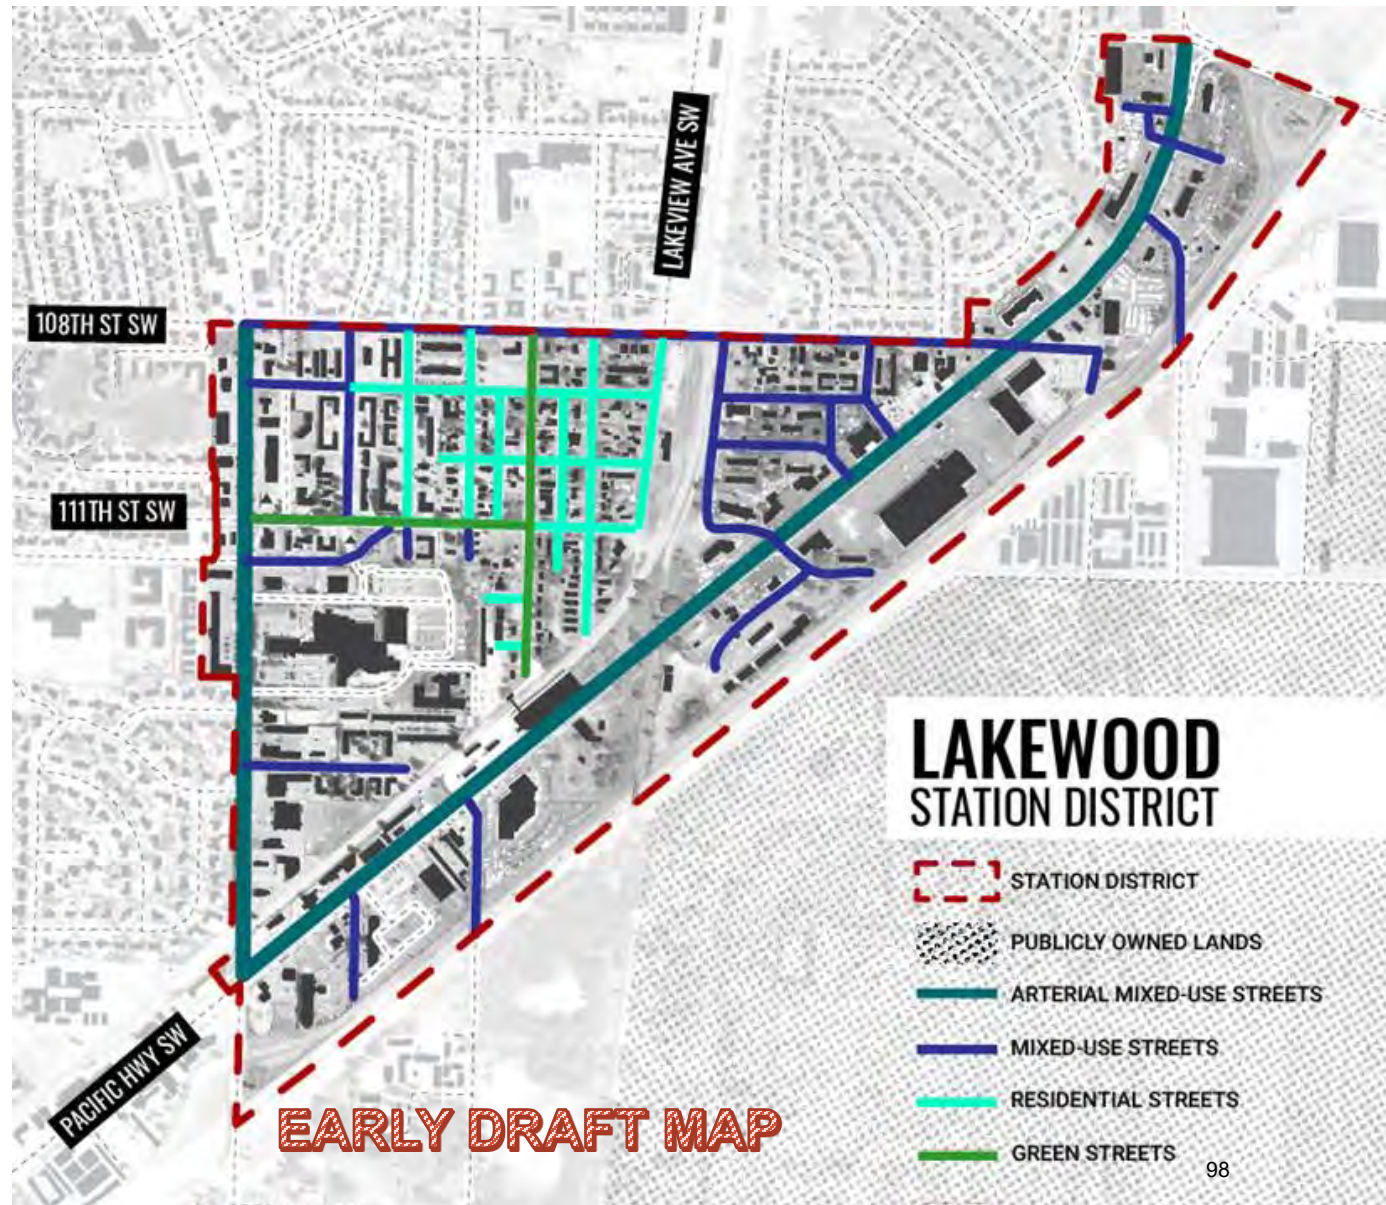 LAKEVIEW AVE SW
108TH ST SW
111TH ST SW
PACIFIC HWY SW
LAKEWOOD
STATION DISTRICT
STATION DISTRICT
PUBLICLY OWNED LANDS
ARTERIAL MIXED-USE STREETS
MIXED-USE STREETS
RESIDENTIAL STREETS
GREEN STREETS
EARLY DRAFT MAP
98